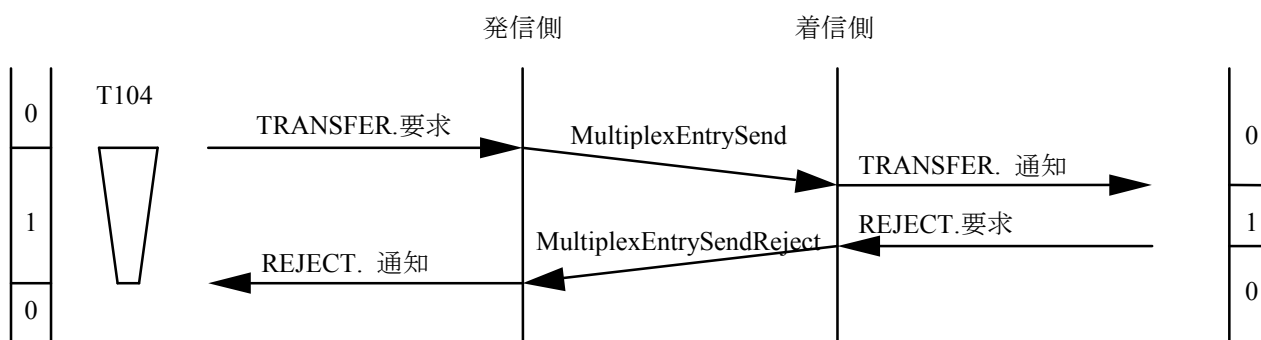 発信側 着信側
T104
0
TRANSFER.要求
MultiplexEntrySend
0
TRANSFER. 通知
1
REJECT.要求
1
MultiplexEntrySendReject
REJECT. 通知
0
0